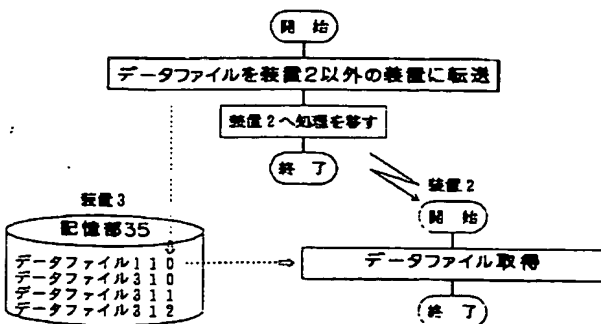 開 始
データファイルを装置2以外の装置に転送
装置2へ処理を移す
終 了
装置2
装置3
開 始
記憶部35
データファイル110
データファイル310
データファイル311
データファイル312
データファイル取得
終 了